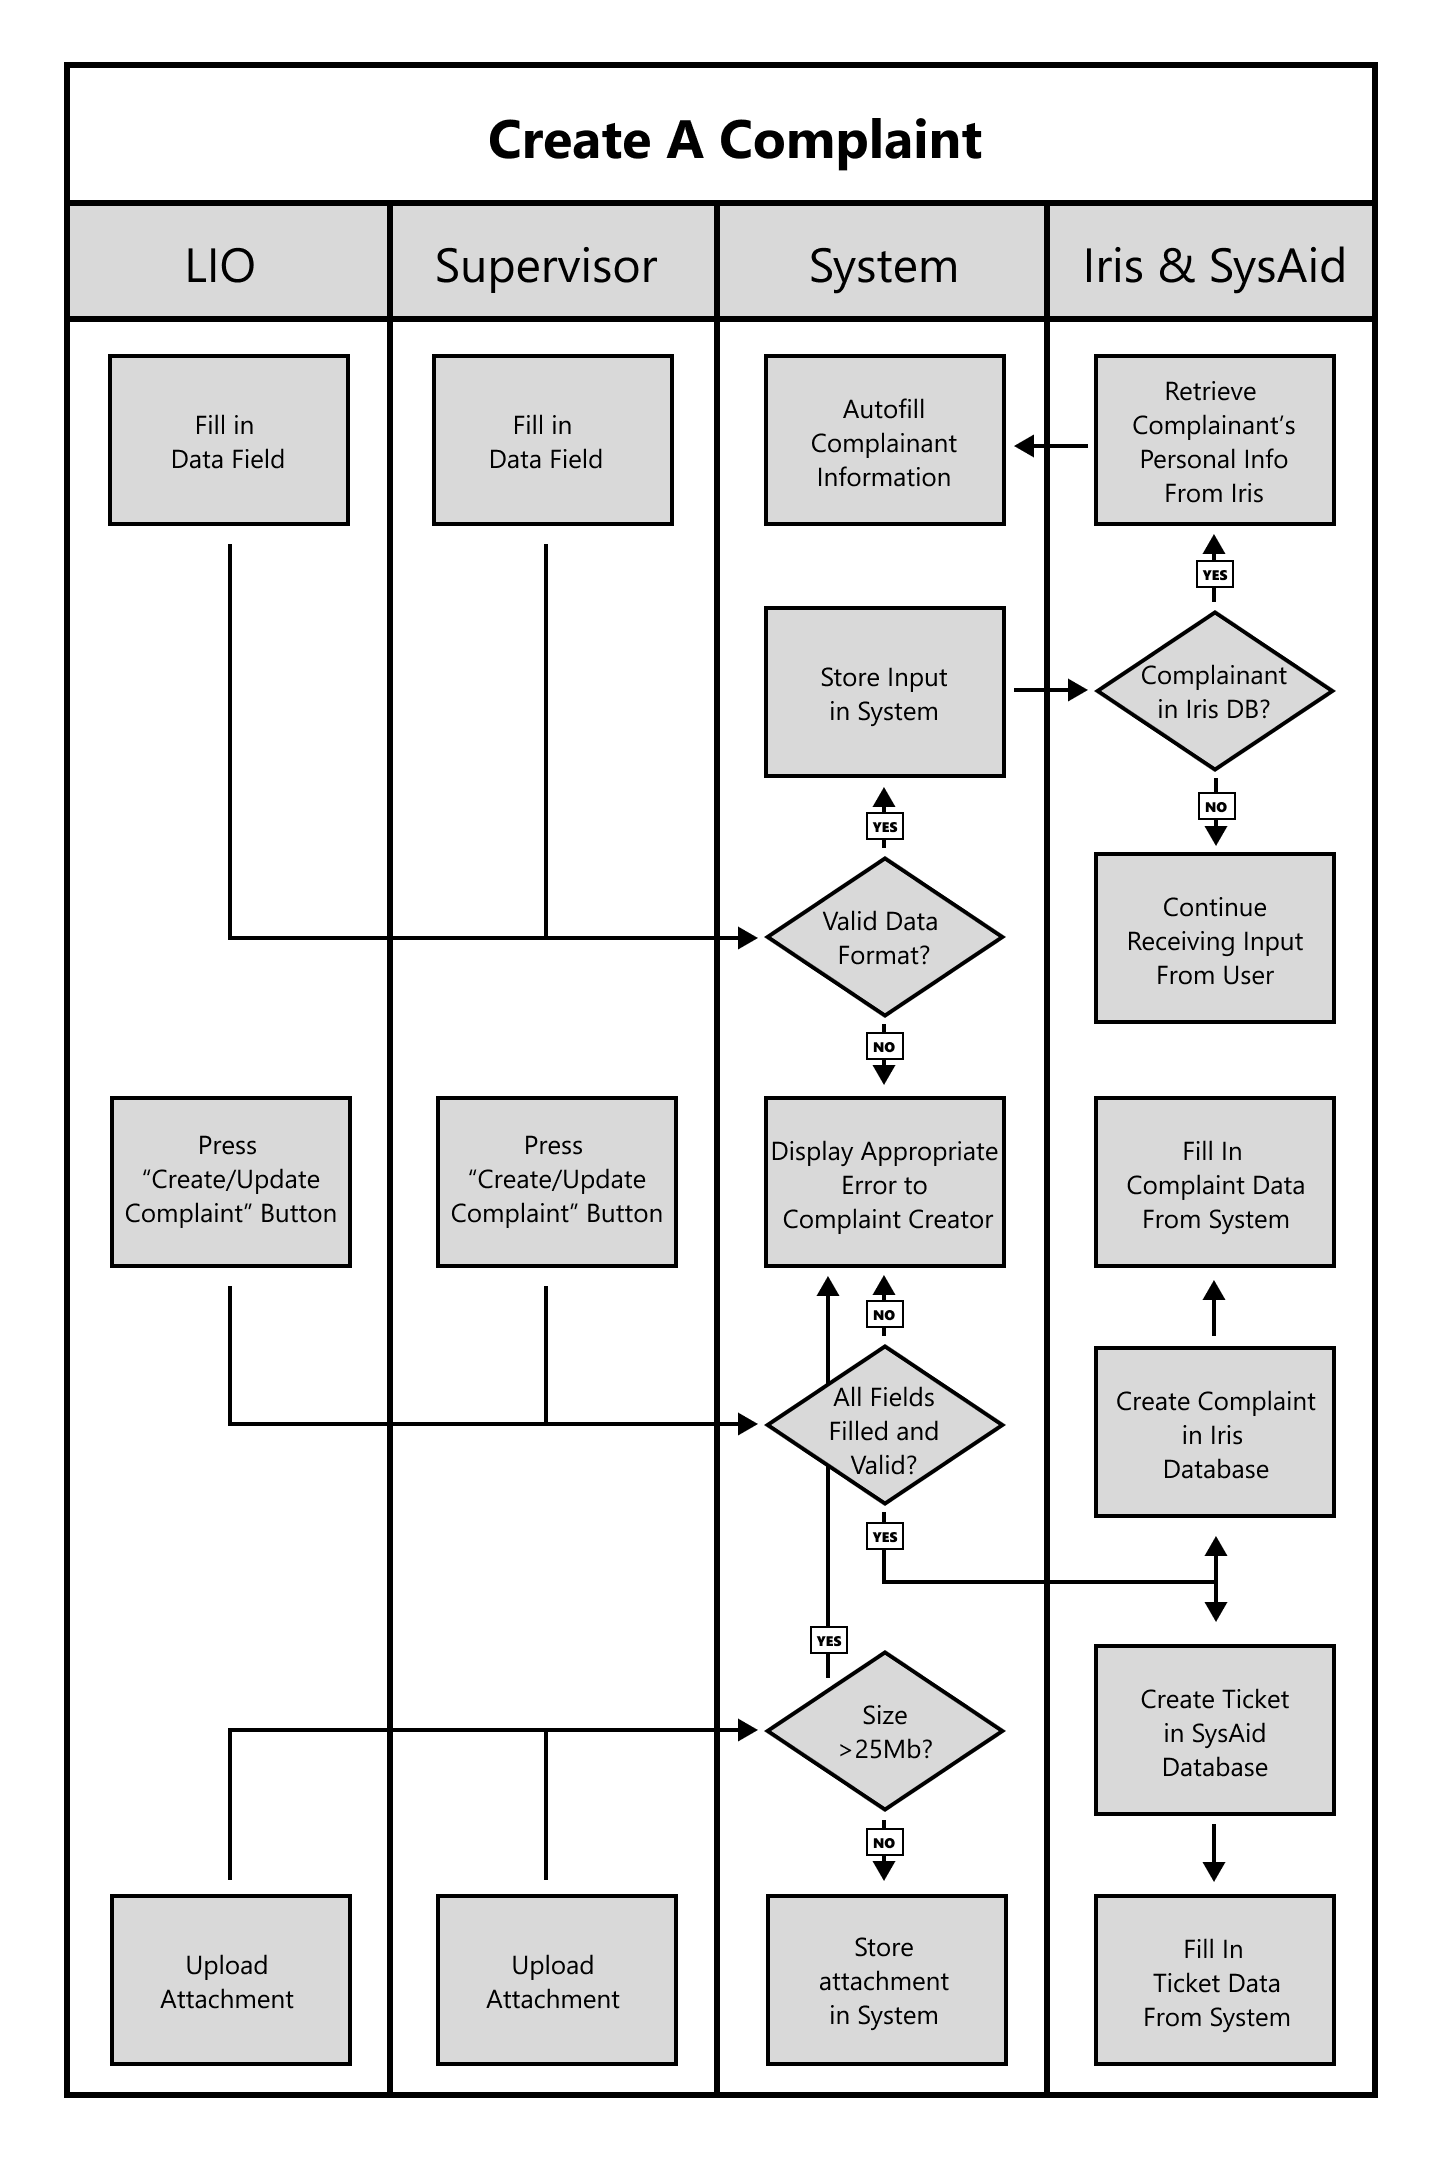 Create A Complaint
LIO
Supervisor
System
Iris & SysAid
Fill in
Data Field
Fill in
Data Field
Autofill
Complainant
Information
Retrieve
Complainant’s
Personal Info
From Iris
YES
Store Input
in System
Complainant
in Iris DB?
YES
NO
Valid Data
Format?
Continue
Receiving Input
From User
NO
Press
“Create/Update
Complaint” Button
Press
“Create/Update
Complaint” Button
Display Appropriate
Error to
Complaint Creator
Fill In
Complaint Data
From System
NO
All Fields
Filled and
Valid?
Create Complaint
in Iris
Database
YES
YES
Size
>25Mb?
Create Ticket
in SysAid
Database
NO
Upload
Attachment
Upload
Attachment
Store
attachment
in System
Fill In
Ticket Data
From System